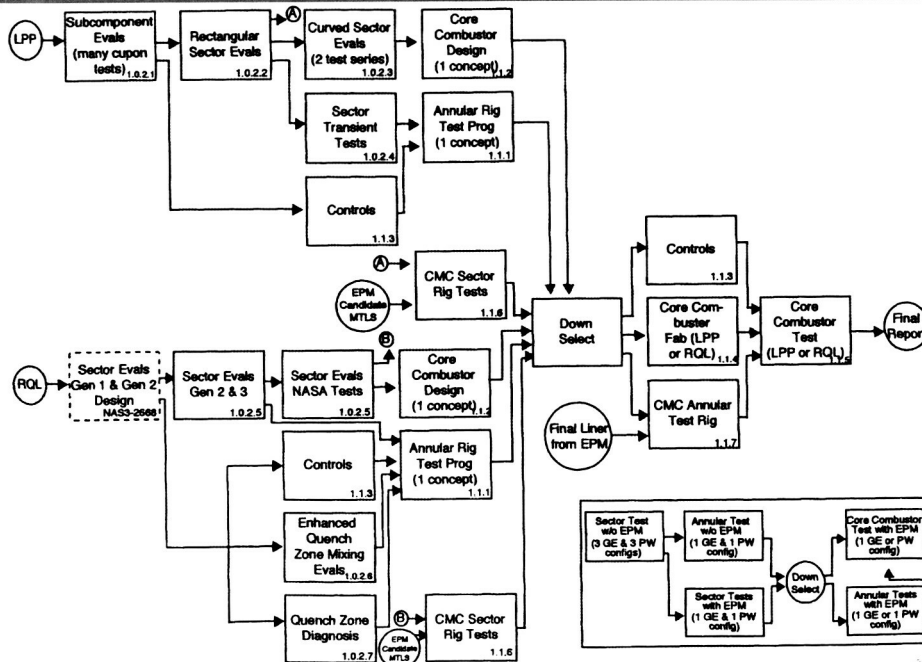 LPP
Subcomponent
Evals
(many cupon
tests)
1.0.2.1
Rectangular
Sector Evals
1.0.2.2
A
Curved Sector
Evals
(2 test series)
1.0.2.3
Core
Combustor
Design
(1 concept)
1.1.2
Sector
Transient
Tests
1.0.2.4
Annular Rig
Test Prog
(1 concept)
1.1.1
Controls
1.1.3
A
EPM
Candidate
MTLS
CMC Sector
Rig Tests
1.1.6
Down
Select
Controls
1.1.3
Core Com-
buster
Fab (LPP
or RQL)
1.1.4
Core
Combustor
Test
(LPP or RQL)
1.1.5
Final
Report
Final Liner
from EPM
CMC Annular
Test Rig
1.1.7
RQL
Sector Evals
Gen 1 & Gen 2
Design
NAS3-2668
Sector Evals
Gen 2 & 3
1.0.2.5
B
Sector Evals
NASA Tests
1.0.2.5
Core
Combustor
Design
(1 concept)
1.1.2
Controls
1.1.3
Annular Rig
Test Prog
(1 concept)
1.1.1
Enhanced
Quench
Zone Mixing
Evals
1.0.2.6
Quench Zone
Diagnosis
1.0.2.7
B
EPM
Candidate
MTLS
CMC Sector
Rig Tests
1.1.6
Sector Test
w/o EPM
(3 GE & 3 PW
configs)
Annular Test
w/o EPM
(1 GE & 1 PW
config)
Sector Tests
with EPM
(1 GE & 1 PW
config)
Down
Select
Core Combustor
Test with EPM
(1 GE or PW
config)
Annular Tests
with EPM
(1 GE or 1 PW
config)